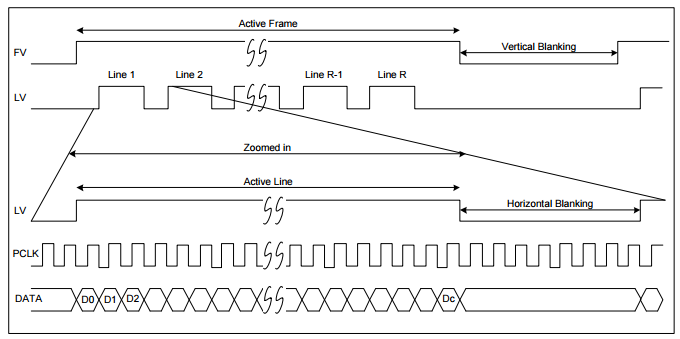 Active Frame
FV
Vertical Blanking
Line 1
Line 2
Line R-1
Line R
LV
Zoomed in
Active Line
LV
Horizontal Blanking
PCLK
DATA
D0
D1
D2
Dc